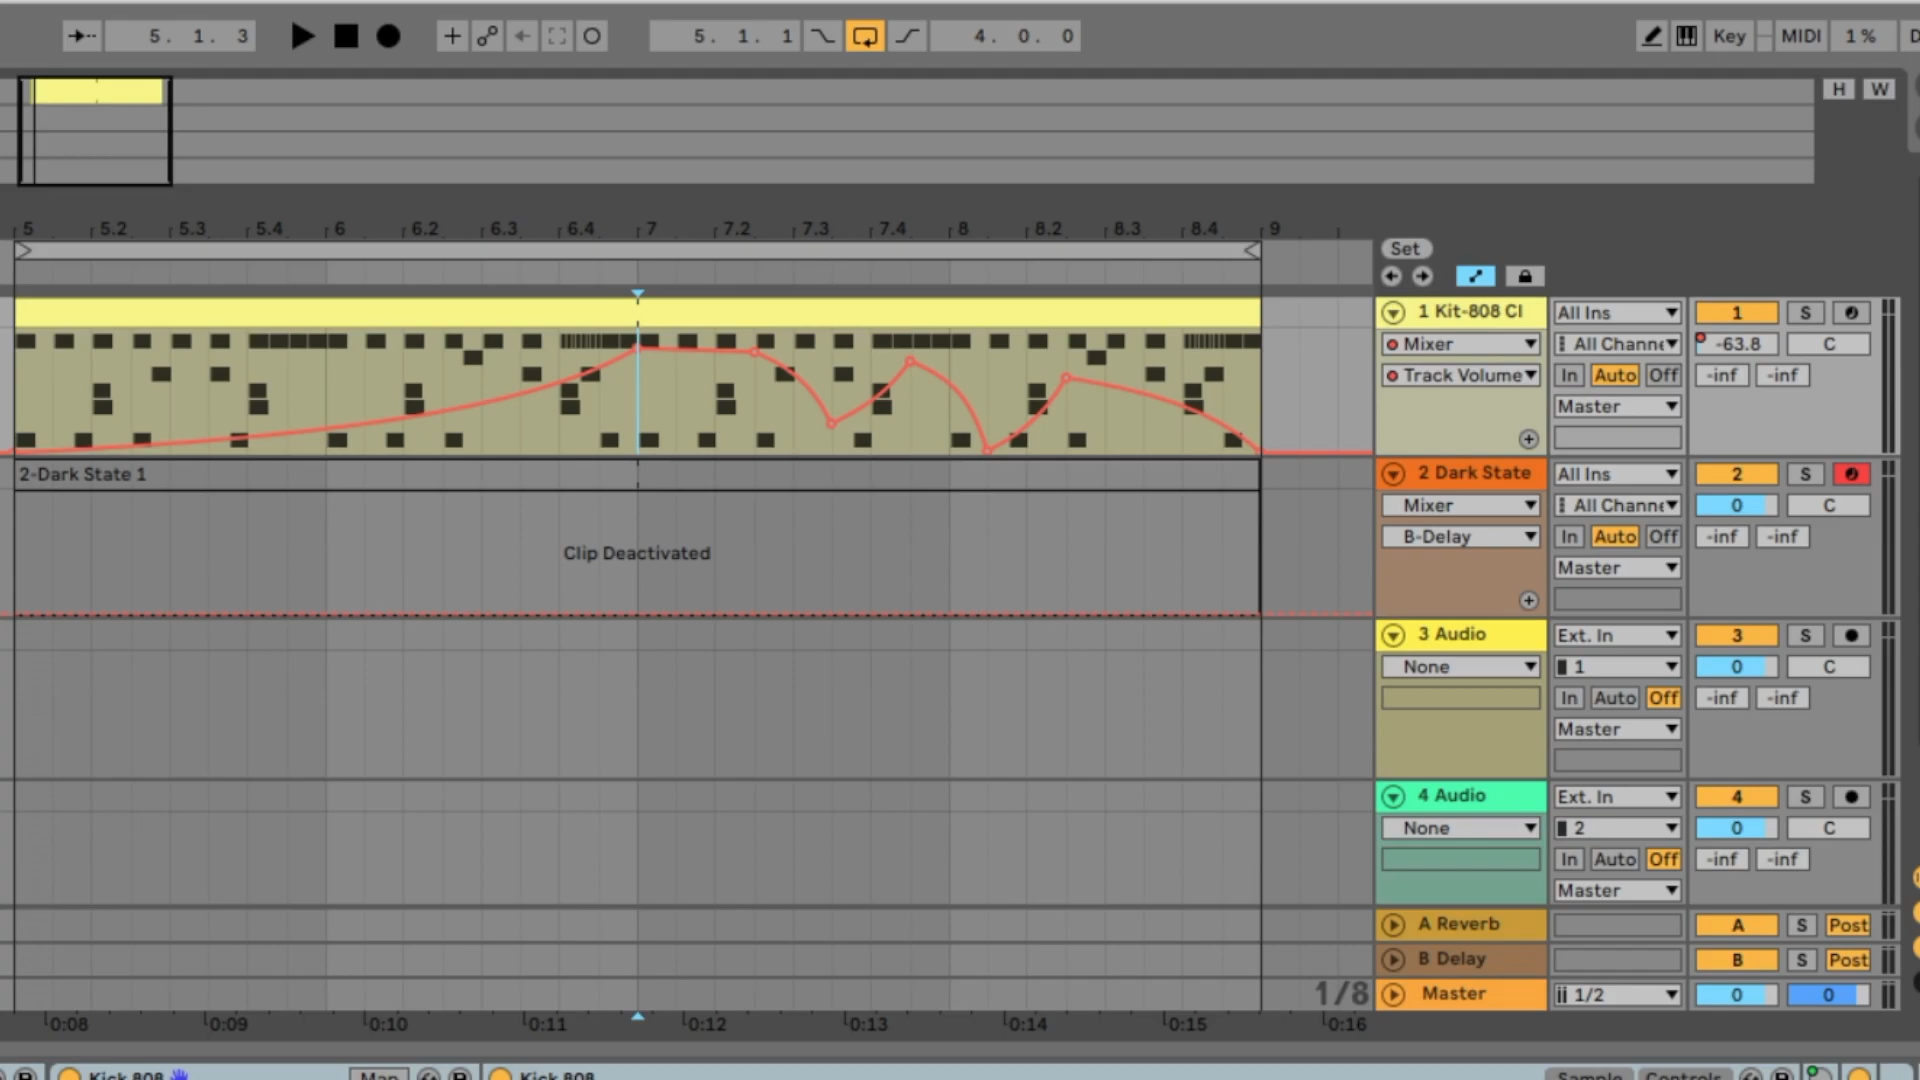 5. 1. 3 5. 1. 1 4. 0. 0 Key MIDI 1 %
H W
5 5.2 5.3 5.4 6 6.2 6.3 6.4 7 7.2 7.3 7.4 8 8.2 8.3 8.4 9
Set
1 Kit-808 Cl All Ins 1 S
Mixer All Channe -63.8 C
Track Volume In Auto Off -inf -inf
Master
2-Dark State 1 2 Dark State All Ins 2 S
Mixer All Channe 0 C
B-Delay In Auto Off -inf -inf
Clip Deactivated
Master
3 Audio Ext. In 3 S
None 1 0 C
In Auto Off -inf -inf
Master
4 Audio Ext. In 4 S
None 2 0 C
In Auto Off -inf -inf
Master
A Reverb A S Post
B Delay B S Post
1/8 Master 1/2 0 0
0:08 0:09 0:10 0:11 0:12 0:13 0:14 0:15 0:16
Kick 808 Map Kick 808 Sample Controls